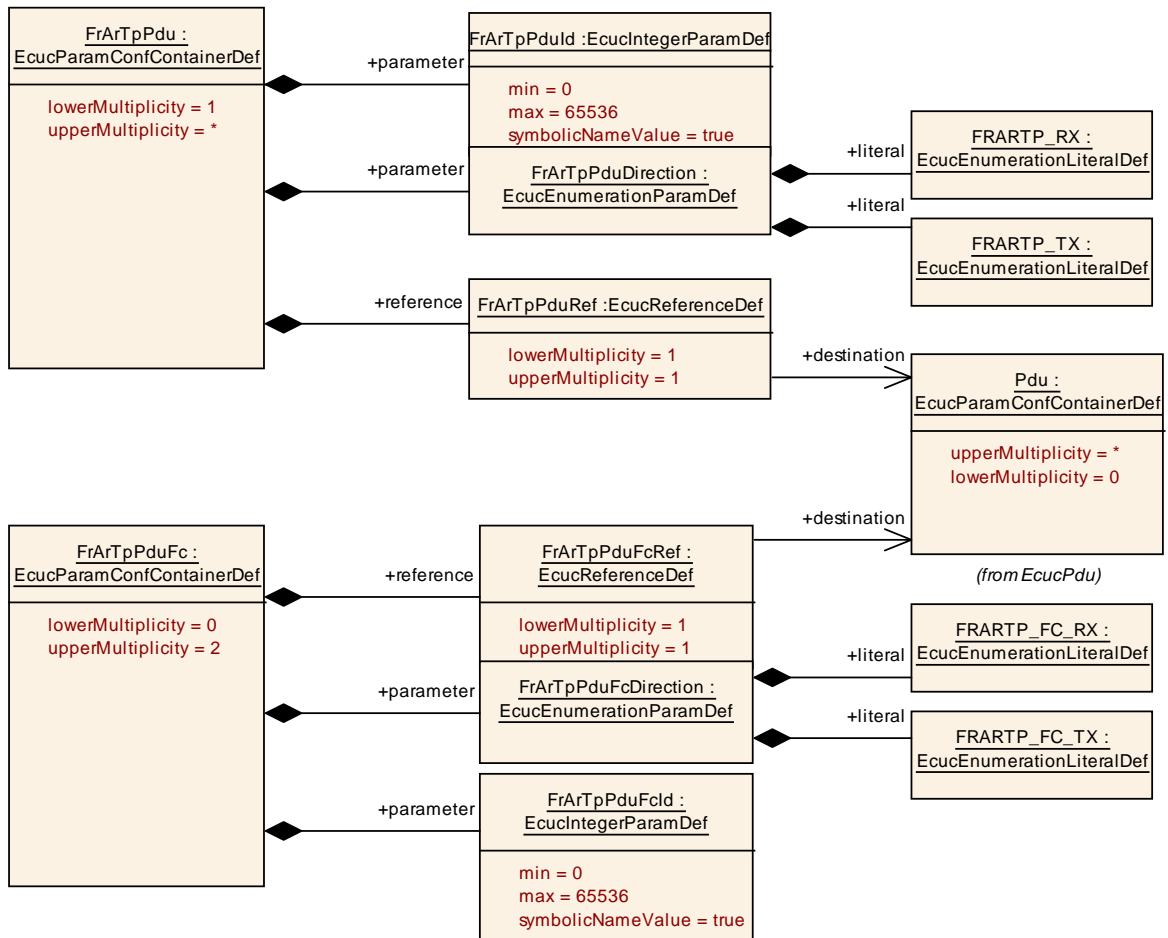 FrArTpPdu :
EcucParamConfContainerDef
lowerMultiplicity = 1
upperMultiplicity = *
+parameter
FrArTpPduId :EcucIntegerParamDef
min = 0
max = 65536
symbolicNameValue = true
+parameter
FrArTpPduDirection :
EcucEnumerationParamDef
+literal
FRARTP_RX :
EcucEnumerationLiteralDef
+literal
FRARTP_TX :
EcucEnumerationLiteralDef
+reference
FrArTpPduRef :EcucReferenceDef
lowerMultiplicity = 1
upperMultiplicity = 1
+destination
Pdu :
EcucParamConfContainerDef
upperMultiplicity = *
lowerMultiplicity = 0
(from EcucPdu)
+destination
FrArTpPduFc :
EcucParamConfContainerDef
lowerMultiplicity = 0
upperMultiplicity = 2
+reference
FrArTpPduFcRef :
EcucReferenceDef
lowerMultiplicity = 1
upperMultiplicity = 1
+parameter
FrArTpPduFcDirection :
EcucEnumerationParamDef
+literal
FRARTP_FC_RX :
EcucEnumerationLiteralDef
+literal
FRARTP_FC_TX :
EcucEnumerationLiteralDef
+parameter
FrArTpPduFcId :
EcucIntegerParamDef
min = 0
max = 65536
symbolicNameValue = true